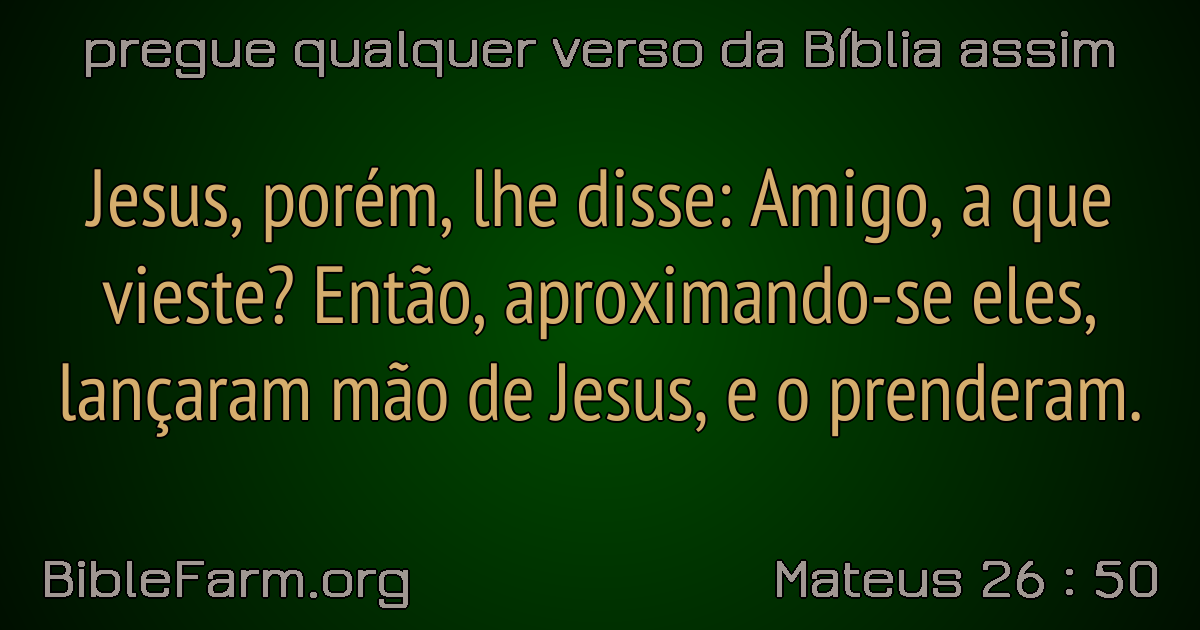 pregue qualquer verso da Bíblia assim
Jesus, porém, lhe disse: Amigo, a que
vieste? Então, aproximando-se eles,
lançaram mão de Jesus, e o prenderam.
BibleFarm.org
Mateus 26 : 50